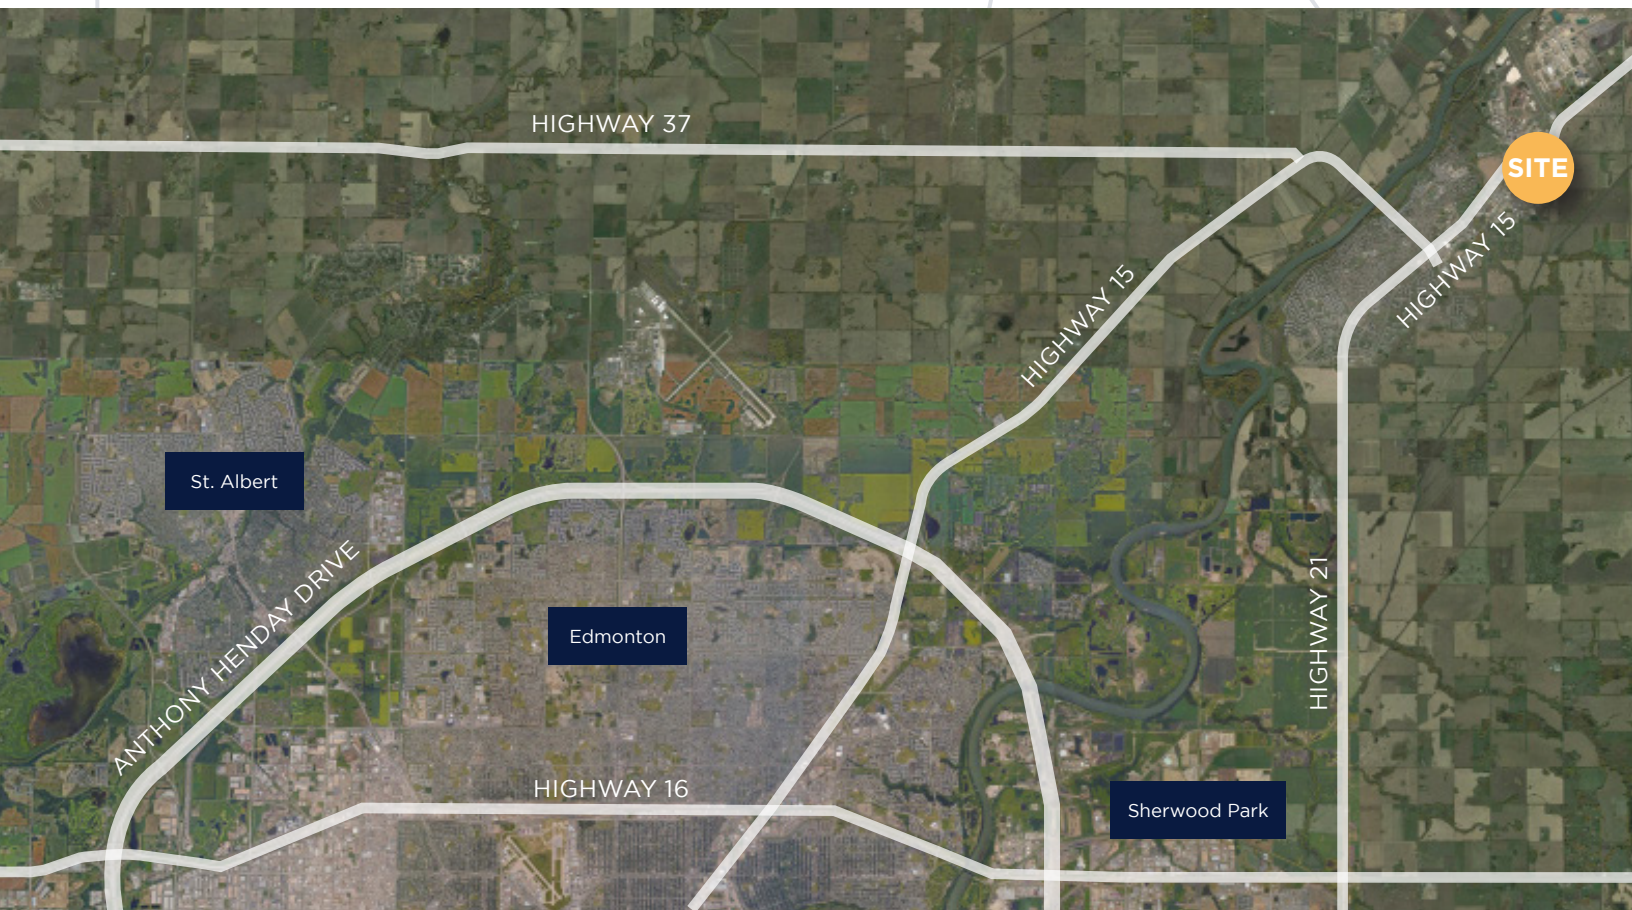 HIGHWAY 37
SITE
HIGHWAY 15
HIGHWAY 15
St. Albert
ANTHONY HENDAY DRIVE
Edmonton
HIGHWAY 21
HIGHWAY 16
Sherwood Park